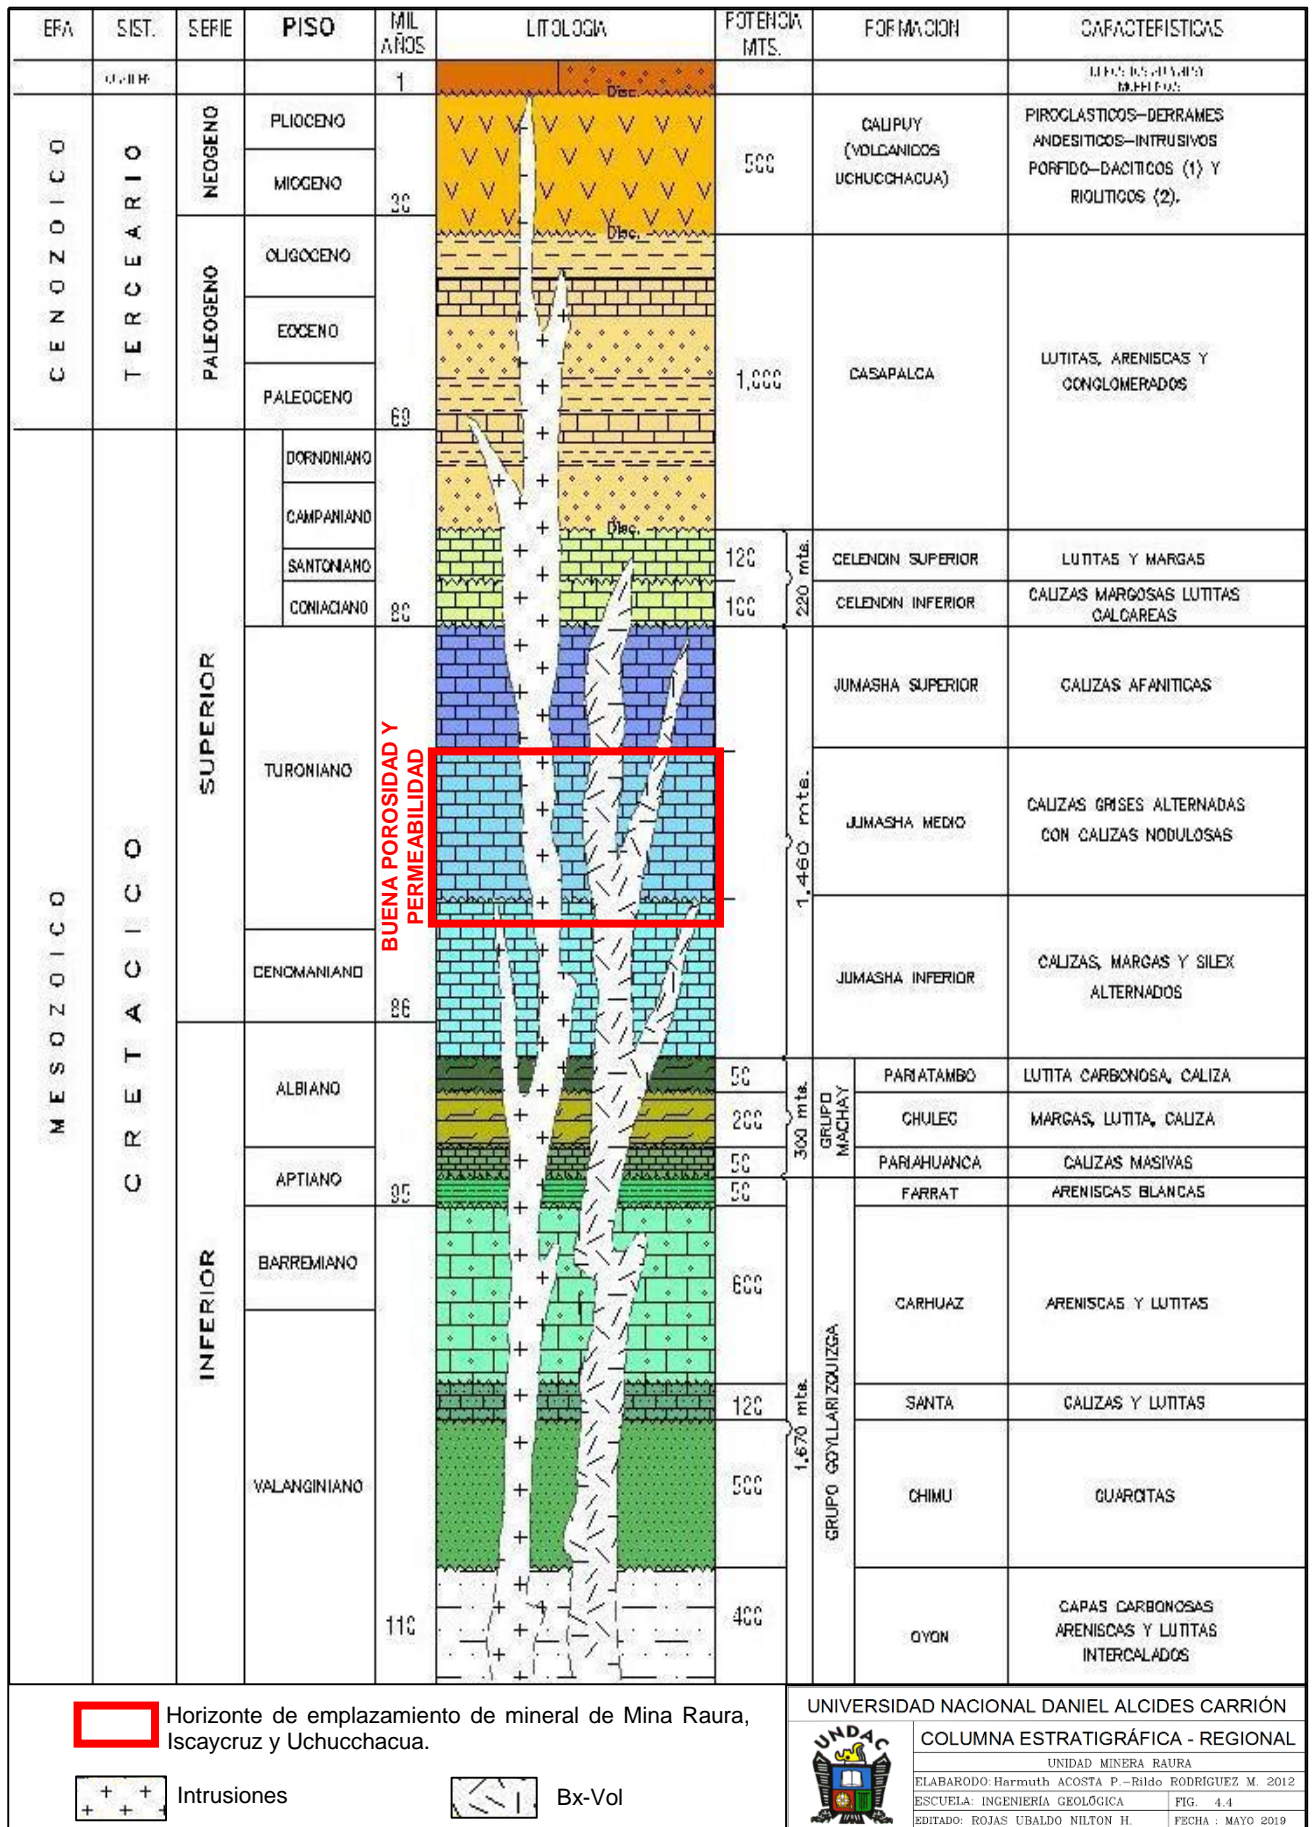 ERA SIST. SERIE PISO MIL AÑOS LITOLOGIA POTENCIA MTS. FORMACION CARACTERISTICAS
1
Disc.
CENOZOICO
TERCEARIO
NEOGENO
PLIOCENO
MIOCENO
30
500
CALIPUY
(VOLCANICOS
UCHUCCHACUA)
PIROCLASTICOS—DERRAMES
ANDESITICOS—INTRUSIVOS
PORFIDO—DACITICOS (1) Y
RIOLITICOS (2).
Disc.
PALEOGENO
OLIGOCENO
EOCENO
PALEOCENO
69
1,000
CASAPALCA
LUTITAS, ARENISCAS Y
CONGLOMERADOS
MESOZOICO
CRETACICO
SUPERIOR
DORNONIANO
CAMPANIANO
Disc.
SANTONIANO
120
220 mts.
CELENDIN SUPERIOR
LUTITAS Y MARGAS
CONIACIANO
80
100
CELENDIN INFERIOR
CALIZAS MARGOSAS LUTITAS
CALCAREAS
TURONIANO
BUENA POROSIDAD Y
PERMEABILIDAD
1,460 mts.
JUMASHA SUPERIOR
CALIZAS AFANITICAS
JUMASHA MEDIO
CALIZAS GRISES ALTERNADAS
CON CALIZAS NODULOSAS
CENOMANIANO
86
JUMASHA INFERIOR
CALIZAS, MARGAS Y SILEX
ALTERNADOS
INFERIOR
ALBIANO
300 mts.
GRUPO
MACHAY
50
PARIATAMBO
LUTITA CARBONOSA, CALIZA
200
CHULEC
MARGAS, LUTITA, CALIZA
APTIANO
95
50
PARIAHUANCA
CALIZAS MASIVAS
50
FARRAT
ARENISCAS BLANCAS
1,670 mts.
GRUPO GOYLLARIZQUIZGA
BARREMIANO
600
CARHUAZ
ARENISCAS Y LUTITAS
VALANGINIANO
120
SANTA
CALIZAS Y LUTITAS
500
CHIMU
CUARCITAS
110
400
OYON
CAPAS CARBONOSAS
ARENISCAS Y LUTITAS
INTERCALADOS
Horizonte de emplazamiento de mineral de Mina Raura,
Iscaycruz y Uchucchacua.
Intrusiones
Bx-Vol
UNIVERSIDAD NACIONAL DANIEL ALCIDES CARRIÓN
UNDAC
COLUMNA ESTRATIGRÁFICA - REGIONAL
UNIDAD MINERA RAURA
ELABARODO: Harmuth ACOSTA P.–Rildo RODRÍGUEZ M. 2012
ESCUELA: INGENIERÍA GEOLÓGICA FIG. 4.4
EDITADO: ROJAS UBALDO NILTON H. FECHA : MAYO 2019